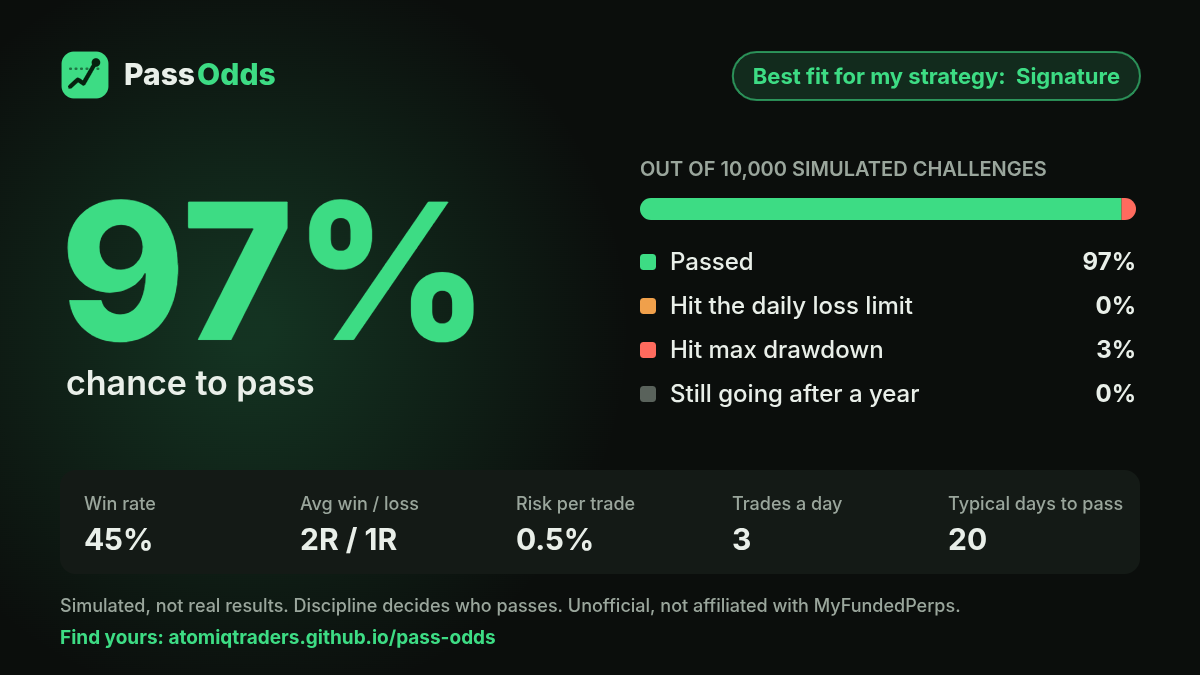 PassOdds
Best fit for my strategy: Signature
97%
chance to pass
OUT OF 10,000 SIMULATED CHALLENGES
Passed 97%
Hit the daily loss limit 0%
Hit max drawdown 3%
Still going after a year 0%
Win rate
45%
Avg win / loss
2R / 1R
Risk per trade
0.5%
Trades a day
3
Typical days to pass
20
Simulated, not real results. Discipline decides who passes. Unofficial, not affiliated with MyFundedPerps.
Find yours: atomiqtraders.github.io/pass-odds